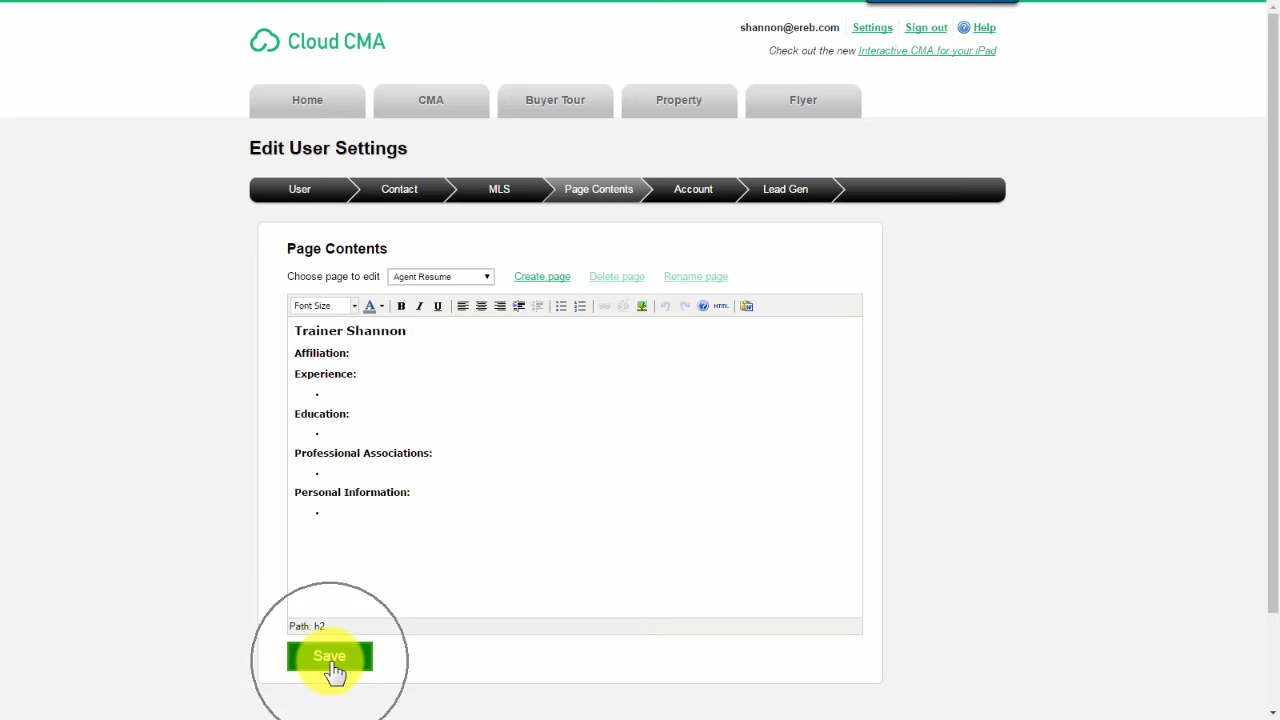 Cloud CMA
shannon@ereb.com Settings Sign out Help
Check out the new Interactive CMA for your iPad
Home CMA Buyer Tour Property Flyer
Edit User Settings
User Contact MLS Page Contents Account Lead Gen
Page Contents
Choose page to edit Agent Resume Create page Delete page Rename page
Font Size A B I U HTML
Trainer Shannon
Affiliation:
Experience:
Education:
Professional Associations:
Personal Information:
Path: h2
Save